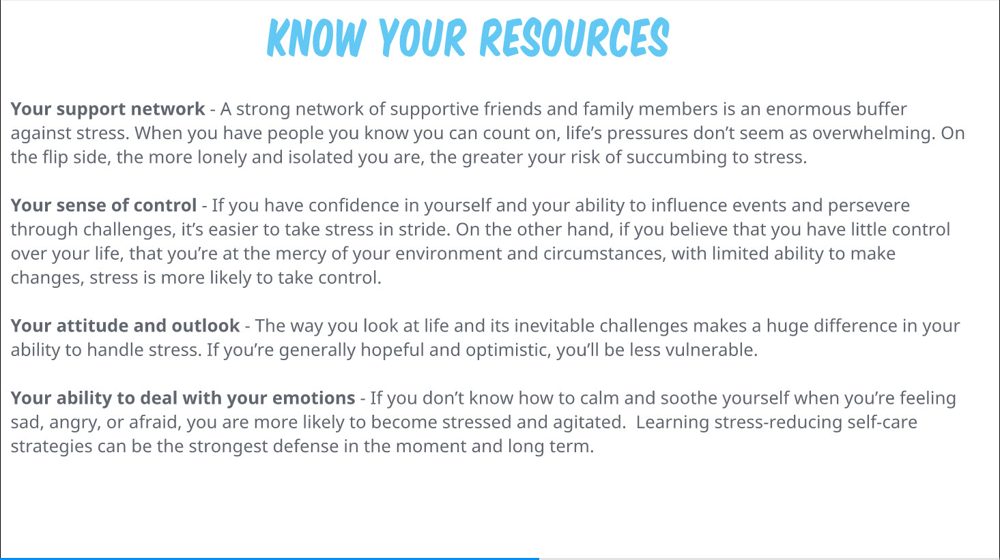 KNOW YOUR RESOURCES
Your support network - A strong network of supportive friends and family members is an enormous buffer
against stress. When you have people you know you can count on, life’s pressures don’t seem as overwhelming. On
the flip side, the more lonely and isolated you are, the greater your risk of succumbing to stress.
Your sense of control - If you have confidence in yourself and your ability to influence events and persevere
through challenges, it’s easier to take stress in stride. On the other hand, if you believe that you have little control
over your life, that you’re at the mercy of your environment and circumstances, with limited ability to make
changes, stress is more likely to take control.
Your attitude and outlook - The way you look at life and its inevitable challenges makes a huge difference in your
ability to handle stress. If you’re generally hopeful and optimistic, you’ll be less vulnerable.
Your ability to deal with your emotions - If you don’t know how to calm and soothe yourself when you’re feeling
sad, angry, or afraid, you are more likely to become stressed and agitated.  Learning stress-reducing self-care
strategies can be the strongest defense in the moment and long term.